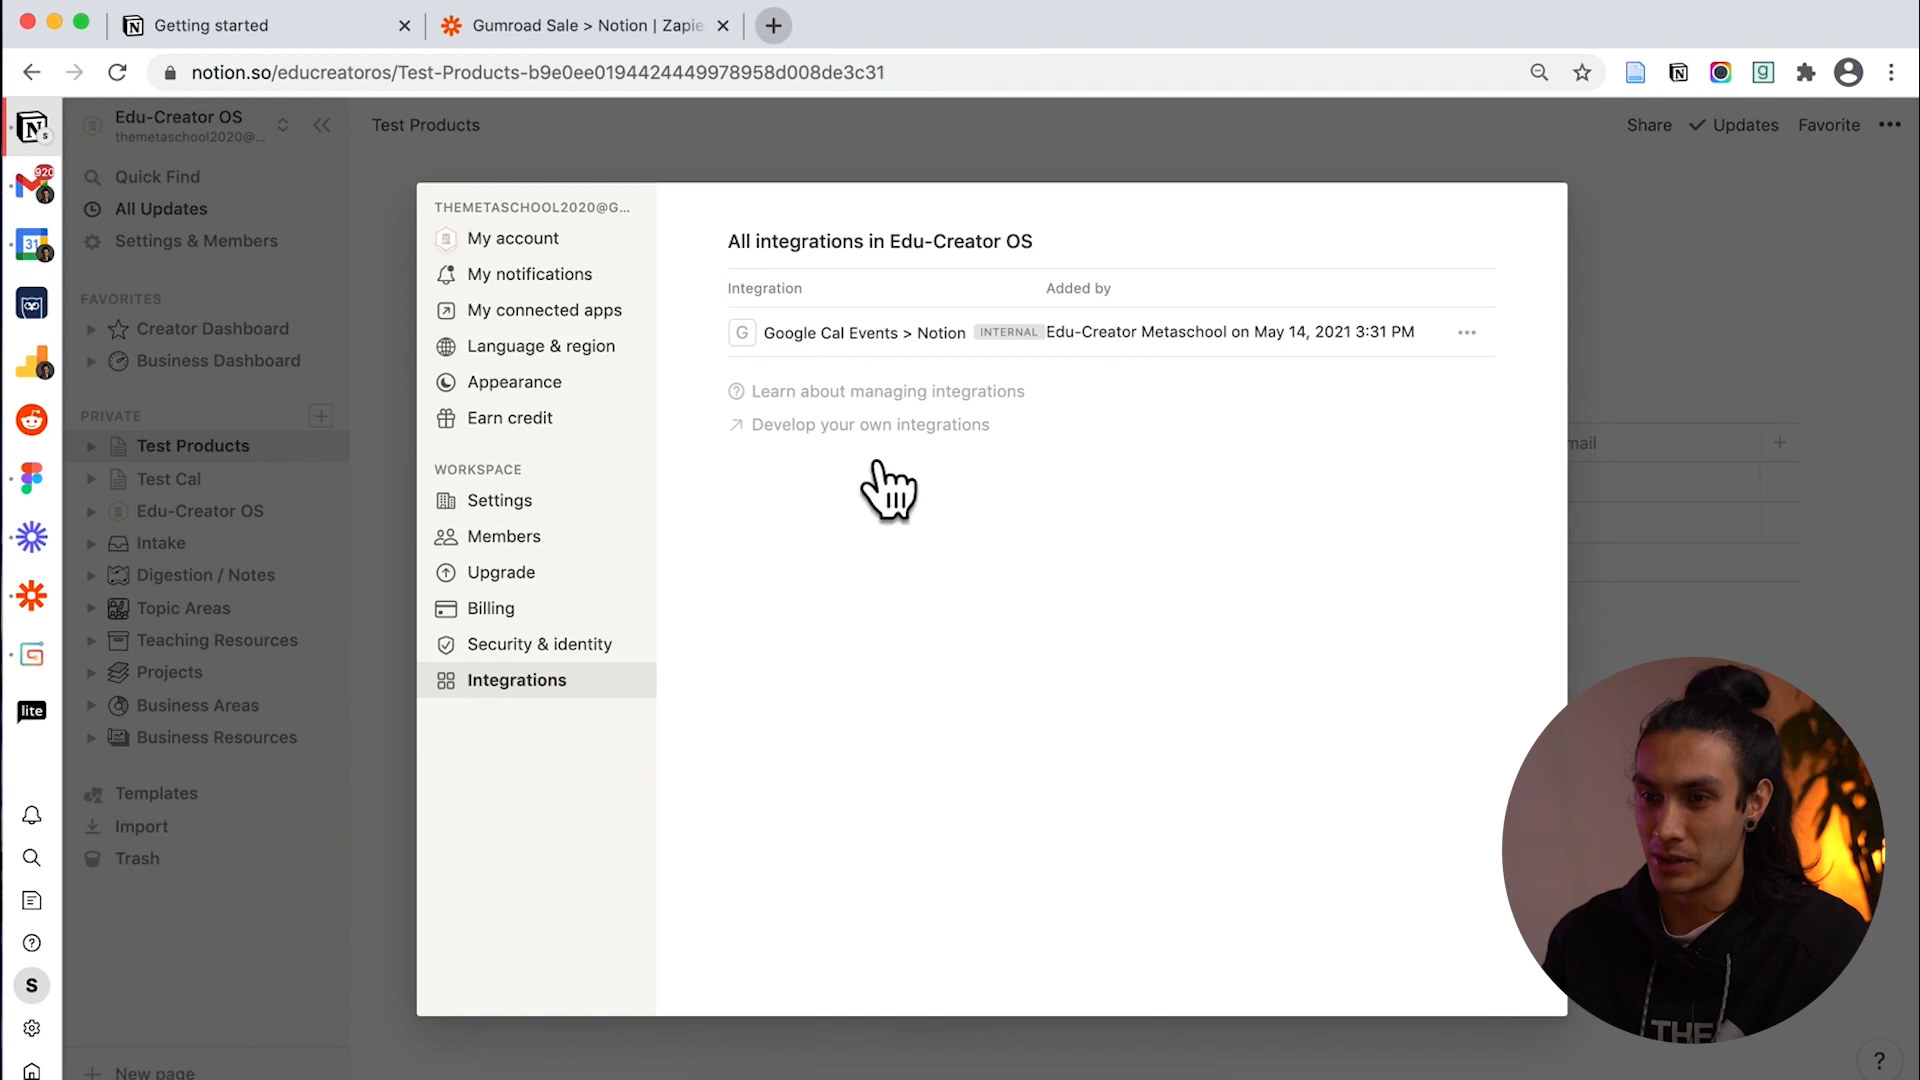 Getting started
Gumroad Sale > Notion | Zapie
notion.so/educreatoros/Test-Products-b9e0ee0194424449978958d008de3c31
Edu-Creator OS
themetaschool2020@...
Test Products
Share
Updates
Favorite
920
31
Quick Find
All Updates
Settings & Members
FAVORITES
Creator Dashboard
Business Dashboard
PRIVATE
Test Products
Test Cal
Edu-Creator OS
Intake
Digestion / Notes
Topic Areas
Teaching Resources
Projects
Business Areas
Business Resources
Templates
Import
Trash
New page
lite
S
THEMETASCHOOL2020@G...
My account
My notifications
My connected apps
Language & region
Appearance
Earn credit
WORKSPACE
Settings
Members
Upgrade
Billing
Security & identity
Integrations
All integrations in Edu-Creator OS
Integration
Added by
G
Google Cal Events > Notion
INTERNAL
Edu-Creator Metaschool on May 14, 2021 3:31 PM
Learn about managing integrations
Develop your own integrations
mail
THE
?